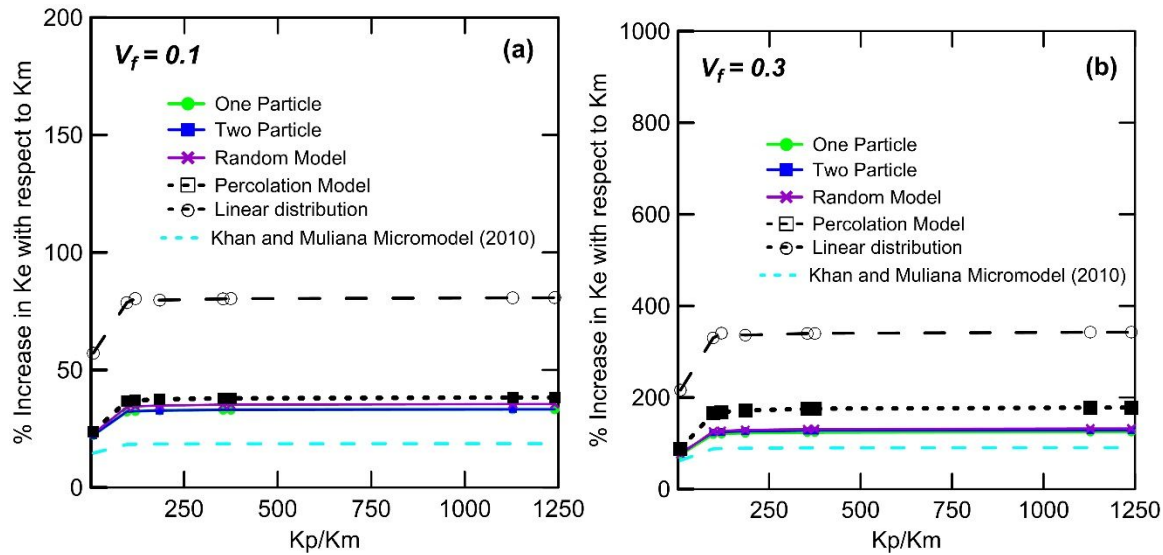 % Increase in Ke with respect to Km
200
150
100
50
0
V_f = 0.1
(a)
One Particle
Two Particle
Random Model
Percolation Model
Linear distribution
Khan and Muliana Micromodel (2010)
250
500
750
1000
1250
Kp/Km
% Increase in Ke with respect to Km
1000
800
600
400
200
0
V_f = 0.3
(b)
One Particle
Two Particle
Random Model
Percolation Model
Linear distribution
Khan and Muliana Micromodel (2010)
250
500
750
1000
1250
Kp/Km